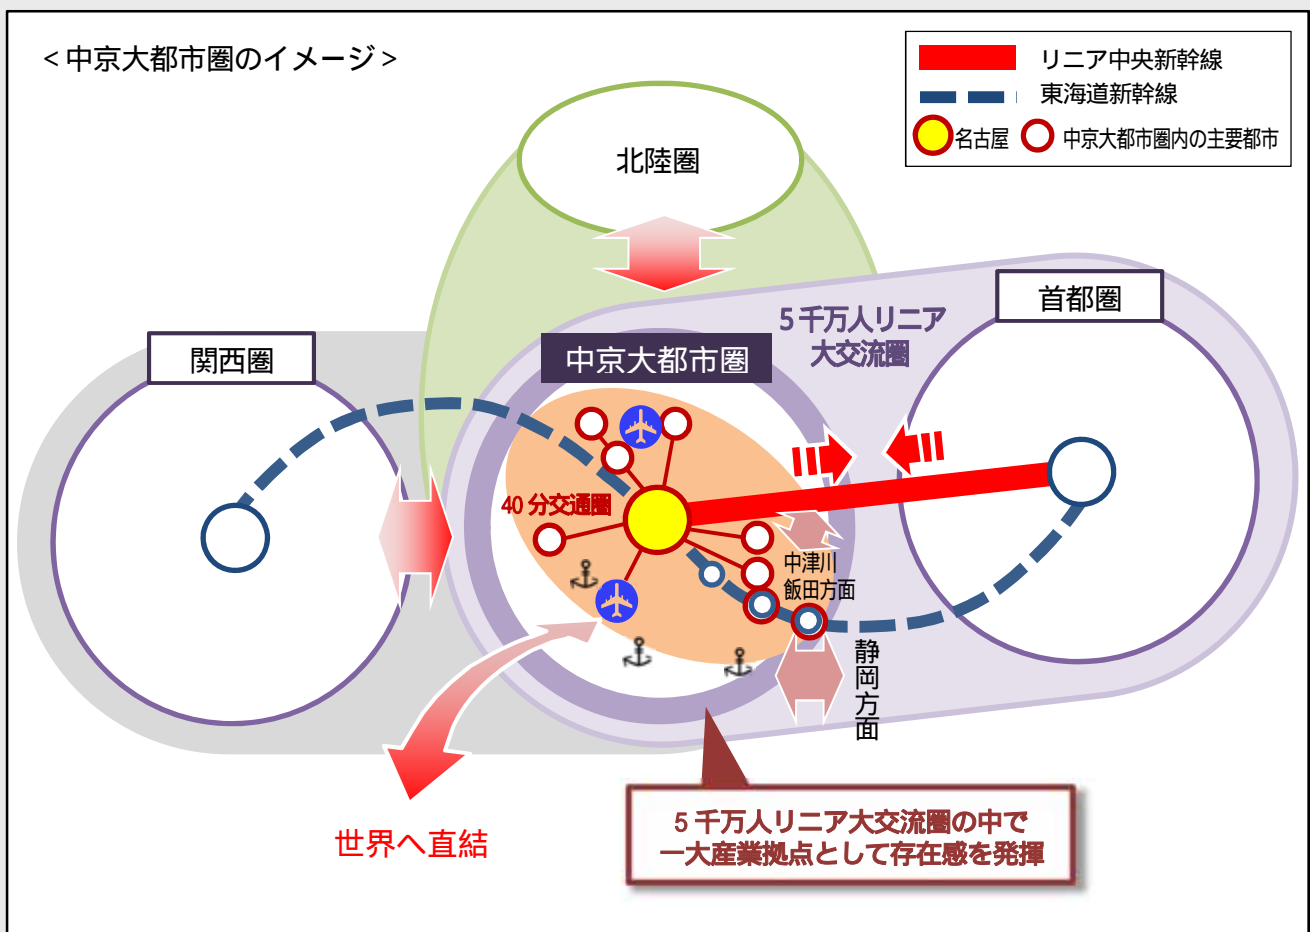 <中京大都市圏のイメージ>
リニア中央新幹線
東海道新幹線
名古屋
中京大都市圏内の主要都市
北陸圏
首都圏
5千万人リニア
大交流圏
関西圏
中京大都市圏
40分交通圏
中津川
飯田方面
静岡方面
世界へ直結
5千万人リニア大交流圏の中で
一大産業拠点として存在感を発揮